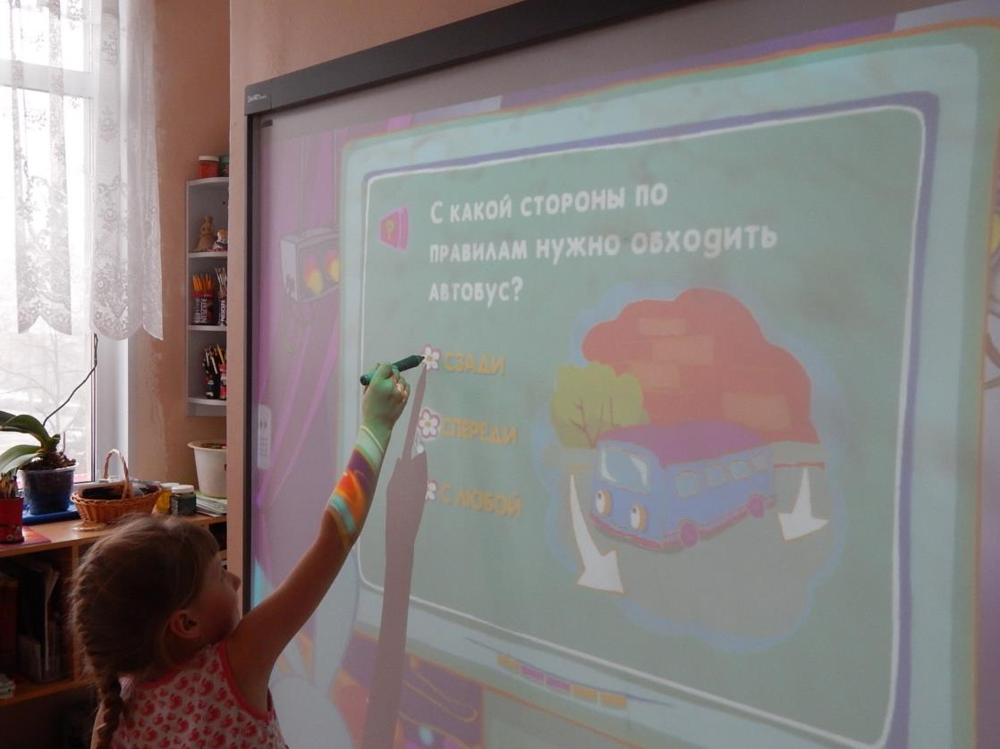 С КАКОЙ СТОРОНЫ ПО
ПРАВИЛАМ НУЖНО ОБХОДИТЬ
АВТОБУС?
?
СЗАДИ
СПЕРЕДИ
С ЛЮБОЙ